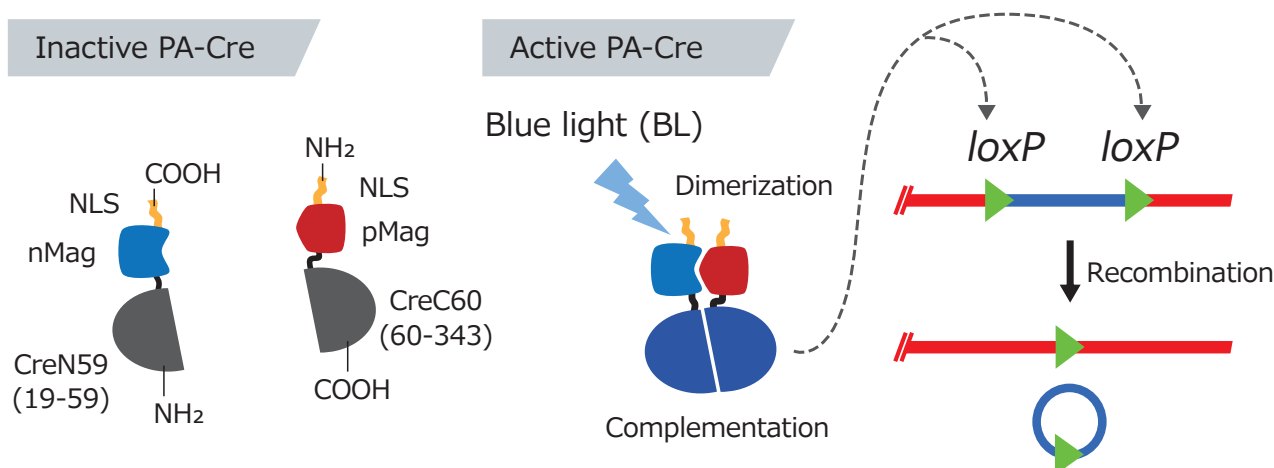 Inactive PA-Cre
COOH
NLS
nMag
CreN59
(19-59)
NH₂
NH₂
NLS
pMag
CreC60
(60-343)
COOH
Active PA-Cre
Blue light (BL)
Dimerization
Complementation
loxP loxP
Recombination